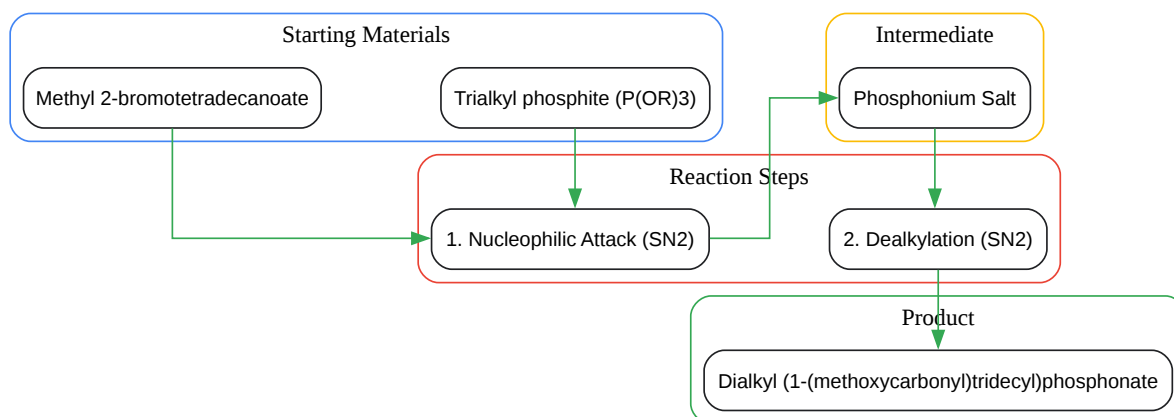 Starting Materials
Intermediate
Methyl 2-bromotetradecanoate
Trialkyl phosphite (P(OR)3)
Phosphonium Salt
Reaction Steps
1. Nucleophilic Attack (SN2)
2. Dealkylation (SN2)
Product
Dialkyl (1-(methoxycarbonyl)tridecyl)phosphonate